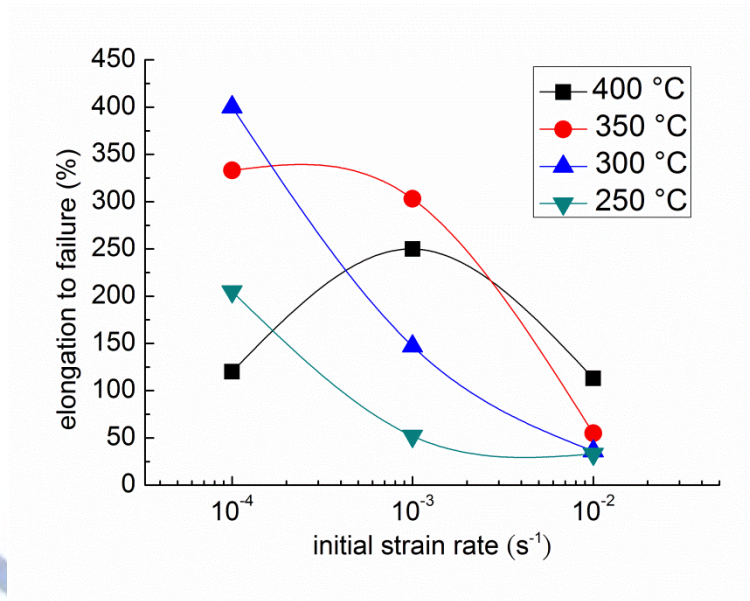 450
400
350
300
250
200
150
100
50
0
elongation to failure (%)
10⁻⁴
10⁻³
10⁻²
initial strain rate (s⁻¹)
400 °C
350 °C
300 °C
250 °C